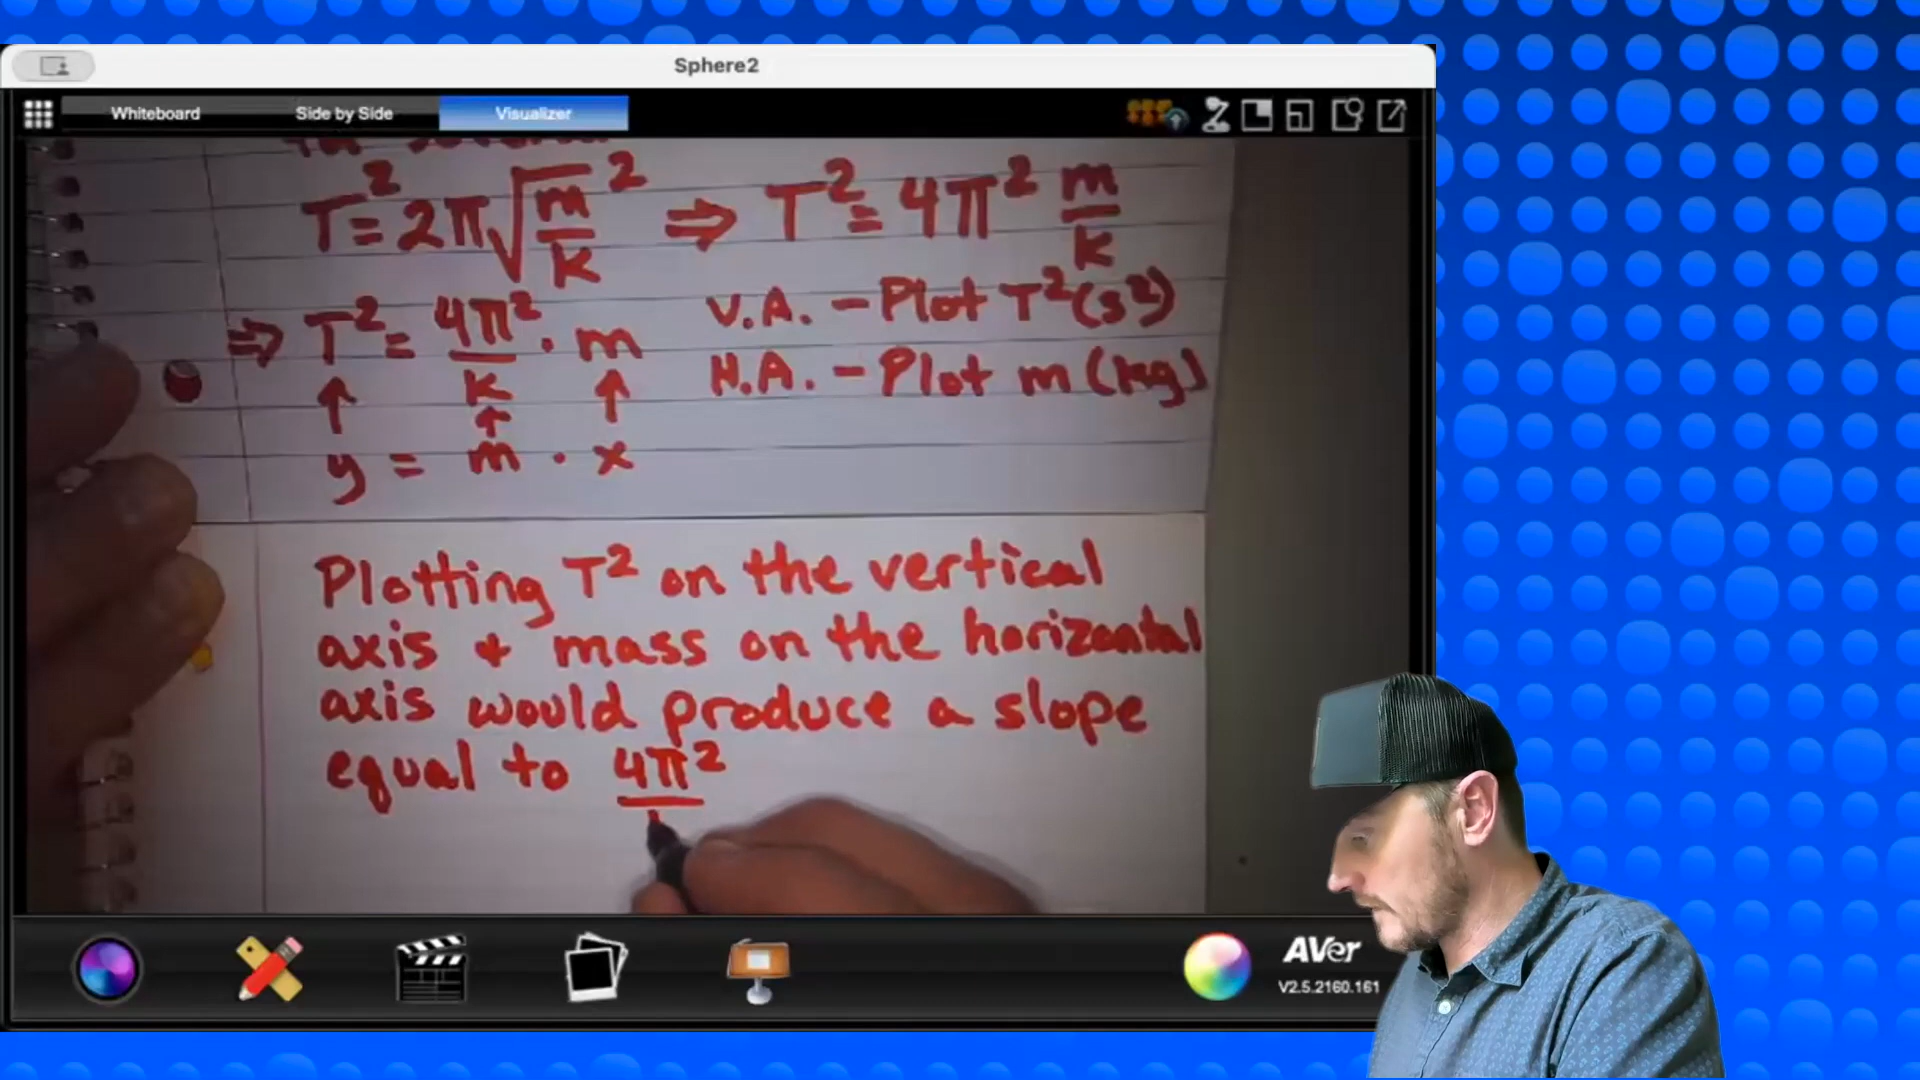 Sphere2
Whiteboard Side by Side Visualizer
T² = 2π√(m/k)² ⇒ T² = 4π² m/k
⇒ T² = 4π²/k · m V.A. - Plot T² (s²)
H.A. - Plot m (kg)
↑ ↑ ↑
y = m · x
Plotting T² on the vertical
axis + mass on the horizontal
axis would produce a slope
equal to 4π²
AVer
V2.5.2160.161